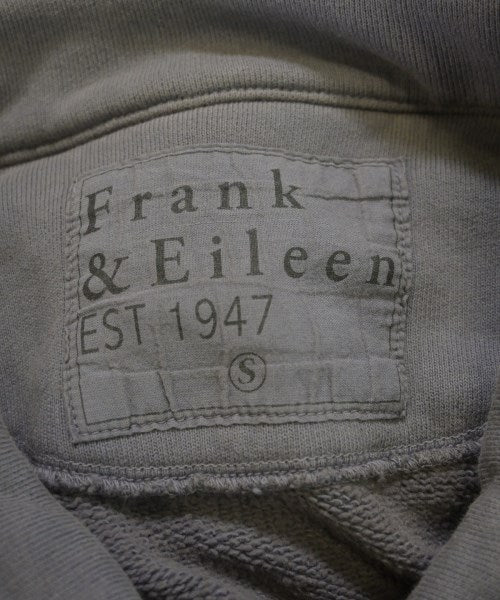 Frank
& Eileen
EST 1947
S